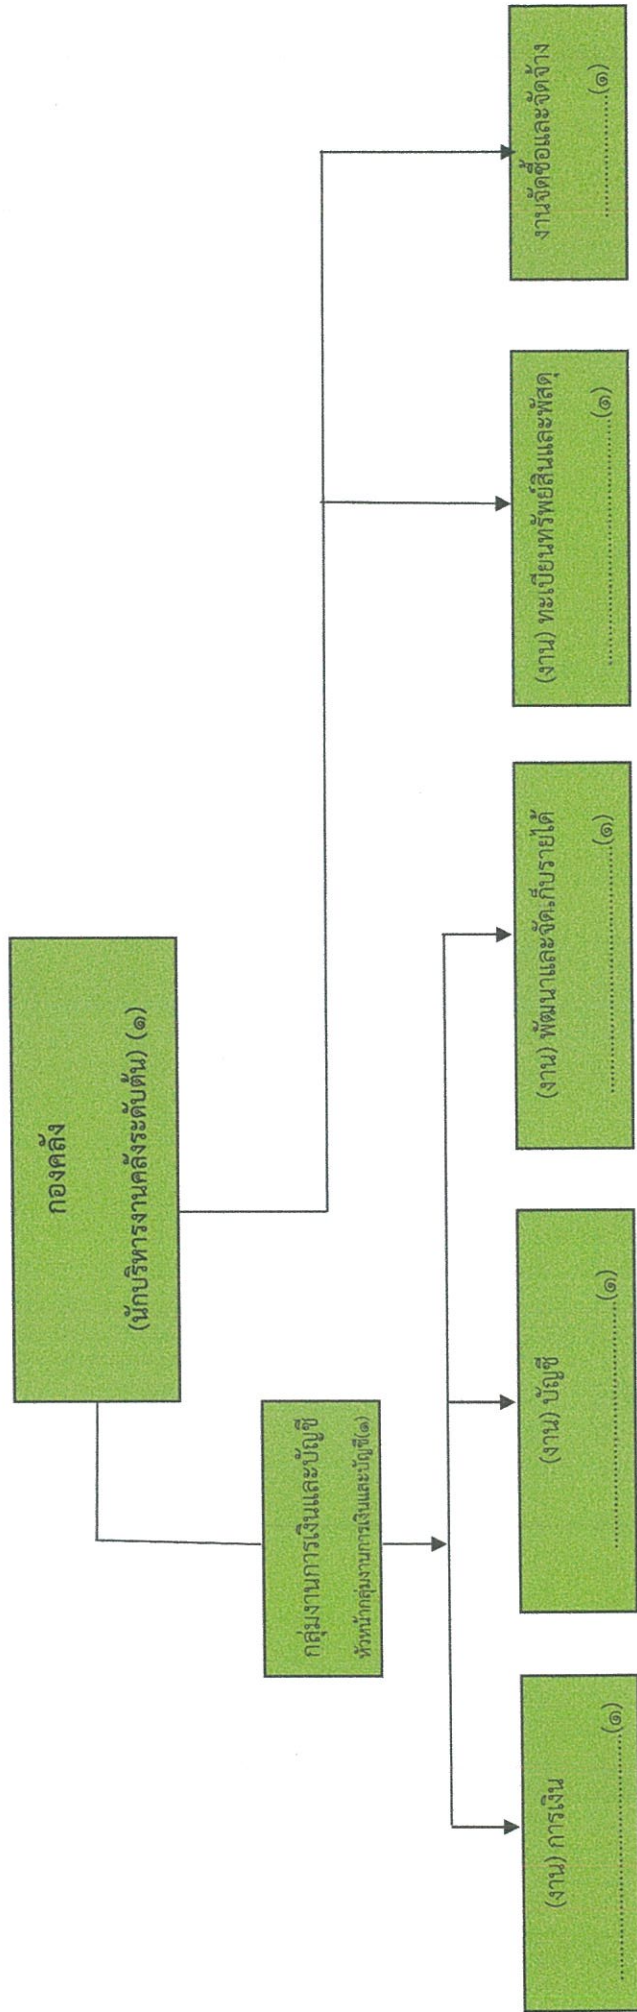 กองคลัง
(นักบริหารงานคลังระดับต้น) (๑)
กลุ่มงานการเงินและบัญชี
หัวหน้ากลุ่มงานการเงินและบัญชี(๑)
(งาน) การเงิน
........................................(๑)
(งาน) บัญชี
........................................(๑)
(งาน) พัฒนาและจัดเก็บรายได้
........................................(๑)
(งาน) ทะเบียนทรัพย์สินและพัสดุ
........................................(๑)
งานจัดซื้อและจัดจ้าง
....................(๑)